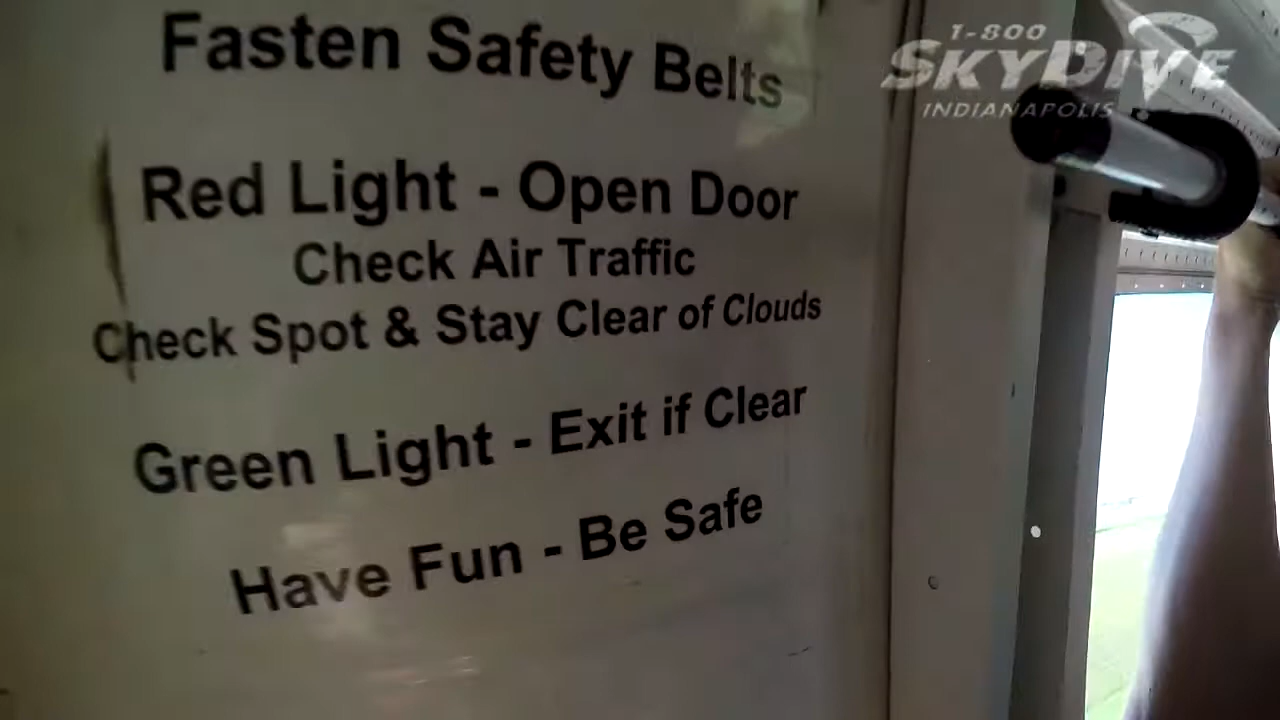 Fasten Safety Belts
Red Light - Open Door
Check Air Traffic
Check Spot & Stay Clear of Clouds
Green Light - Exit if Clear
Have Fun - Be Safe
1-800
SKYDIVE
INDIANAPOLIS